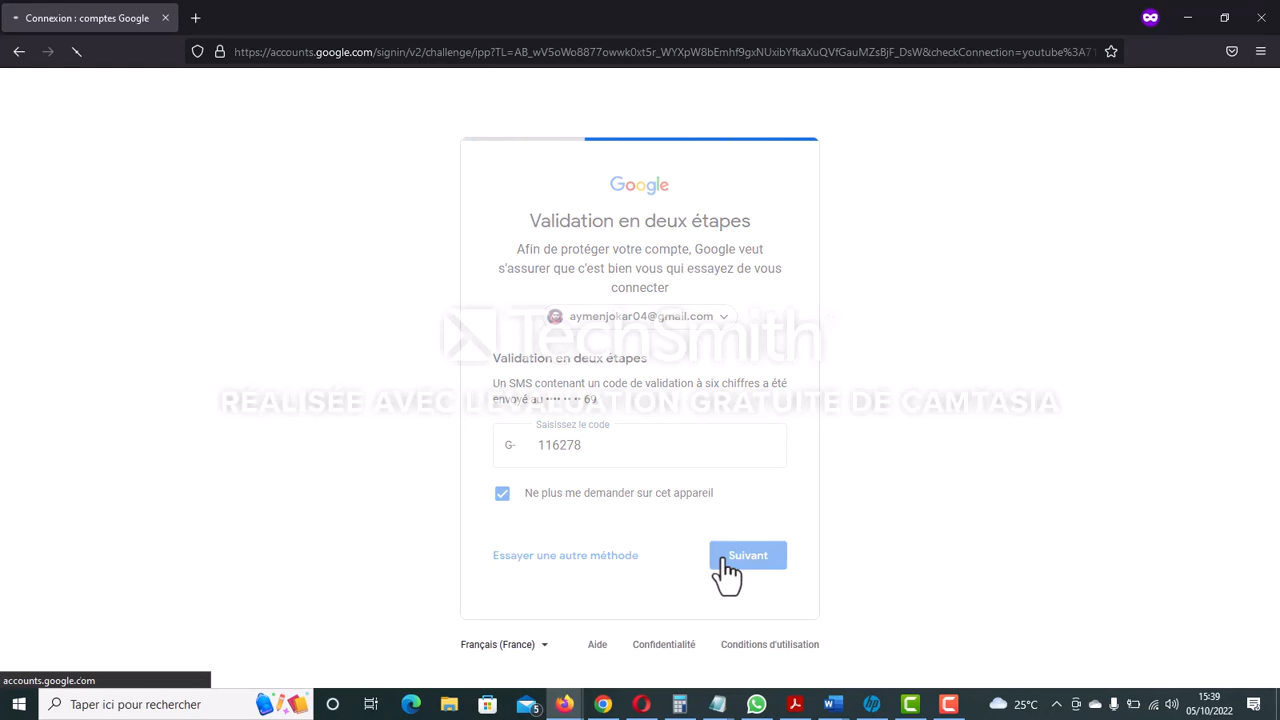 Connexion : comptes Google
https://accounts.google.com/signin/v2/challenge/ipp?TL=AB_wV5oWo8877owwk0xt5r_WYXpW8bEmhf9gxNUxibYfkaXuQVfGauMZsBjF_DsW&checkConnection=youtube%3A71
Google
Validation en deux étapes
Afin de protéger votre compte, Google veut
s'assurer que c'est bien vous qui essayez de vous
connecter
aymenjokar04@gmail.com
TechSmith
Validation en deux étapes
Un SMS contenant un code de validation à six chiffres a été
envoyé au •••• •• •• 69.
RÉALISÉE AVEC L'ÉVALUATION GRATUITE DE CAMTASIA
Saisissez le code
G- 116278
Ne plus me demander sur cet appareil
Essayer une autre méthode
Suivant
Français (France)
Aide
Confidentialité
Conditions d'utilisation
accounts.google.com
Taper ici pour rechercher
5
25°C
15:39
05/10/2022